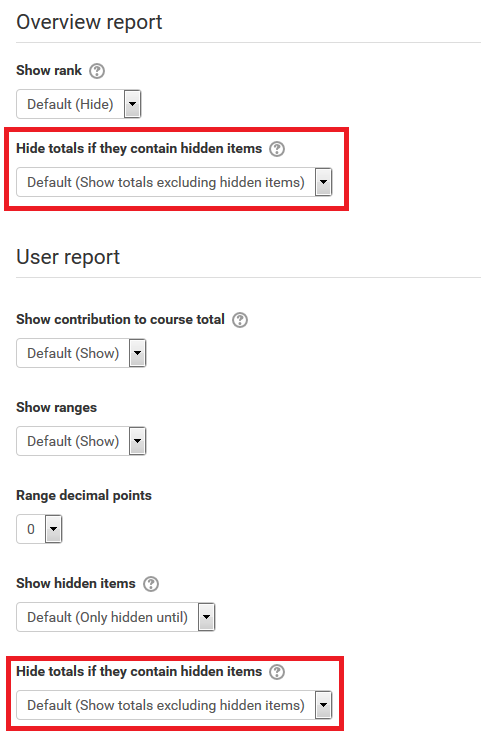 Overview report
Show rank ?
Default (Hide)
Hide totals if they contain hidden items ?
Default (Show totals excluding hidden items)
User report
Show contribution to course total ?
Default (Show)
Show ranges
Default (Show)
Range decimal points
0
Show hidden items ?
Default (Only hidden until)
Hide totals if they contain hidden items ?
Default (Show totals excluding hidden items)